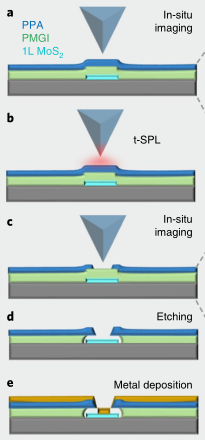 a
In-situ
imaging
PPA
PMGI
1L MoS₂
b
t-SPL
c
In-situ
imaging
d
Etching
e
Metal deposition